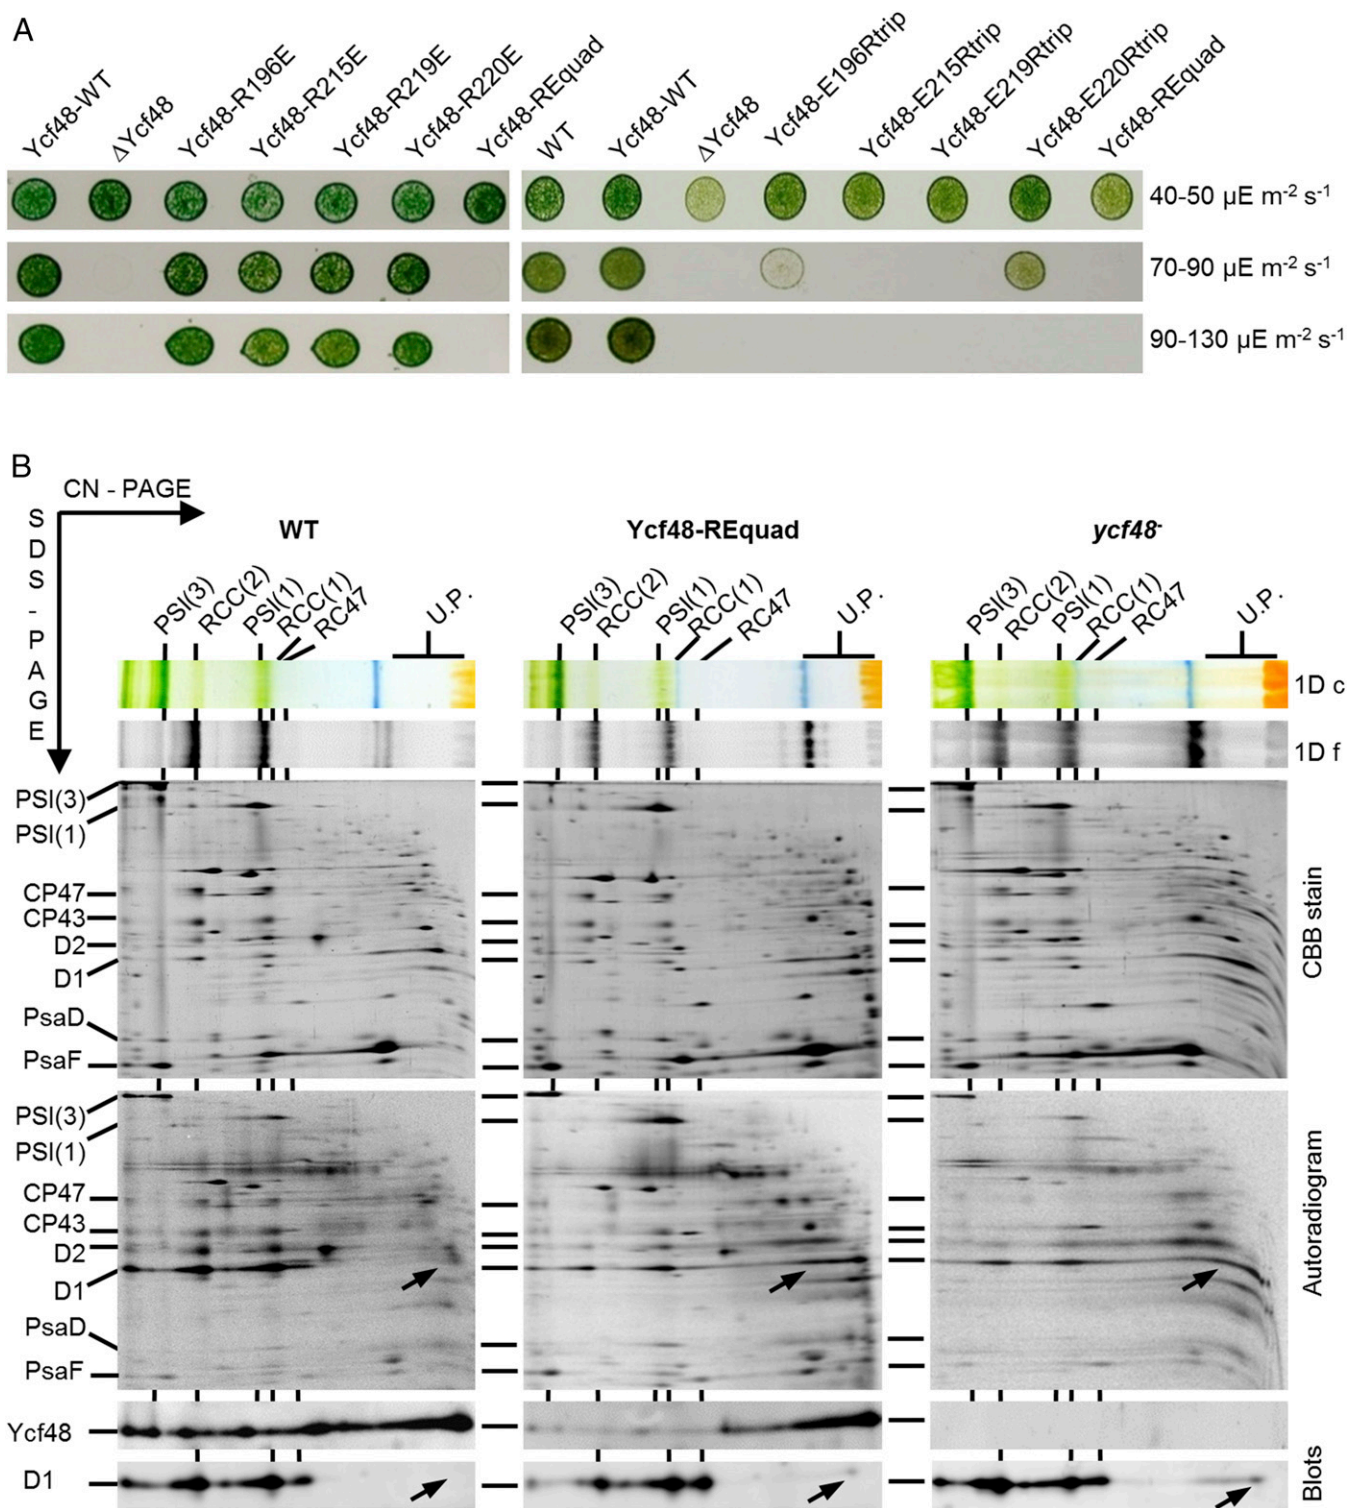 A
Ycf48-WT
ΔYcf48
Ycf48-R196E
Ycf48-R215E
Ycf48-R219E
Ycf48-R220E
Ycf48-REquad
WT
Ycf48-WT
ΔYcf48
Ycf48-E196Rtrip
Ycf48-E215Rtrip
Ycf48-E219Rtrip
Ycf48-E220Rtrip
Ycf48-REquad
40-50 µE m-2 s-1
70-90 µE m-2 s-1
90-130 µE m-2 s-1
B
CN - PAGE
SDS - PAGE
WT
Ycf48-REquad
ycf48-
PSI(3)
RCC(2)
PSI(1)
RCC(1)
RC47
U.P.
PSI(3)
RCC(2)
PSI(1)
RCC(1)
RC47
U.P.
PSI(3)
RCC(2)
PSI(1)
RCC(1)
RC47
U.P.
1D c
1D f
PSI(3)
PSI(1)
CP47
CP43
D2
D1
PsaD
PsaF
CBB stain
PSI(3)
PSI(1)
CP47
CP43
D2
D1
PsaD
PsaF
Autoradiogram
Ycf48
D1
Blots